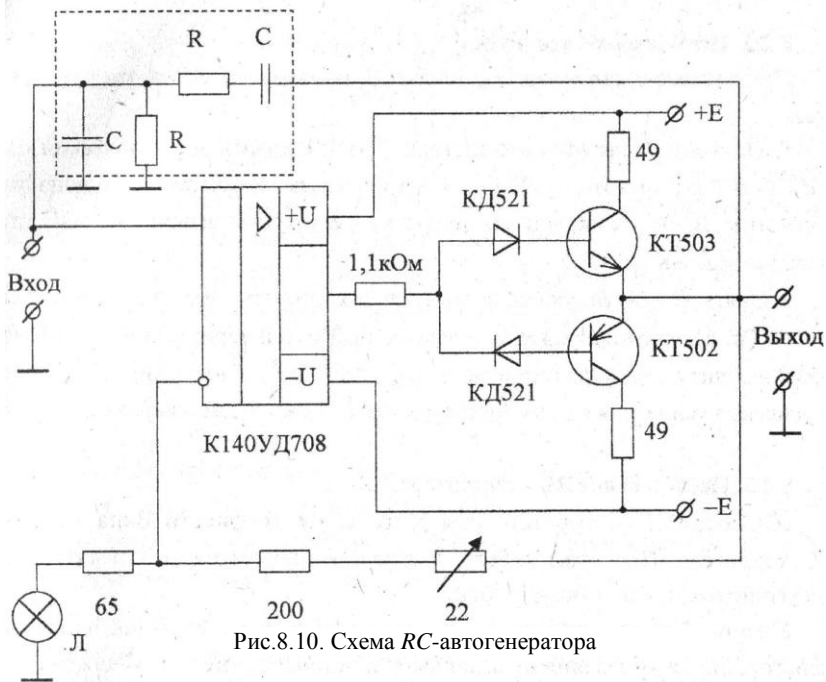 R
C
C
R
+E
49
+U
КД521
КТ503
1,1кОм
Вход
Выход
КТ502
–U
КД521
49
К140УД708
–E
65
200
22
Л
Рис.8.10. Схема RC-автогенератора